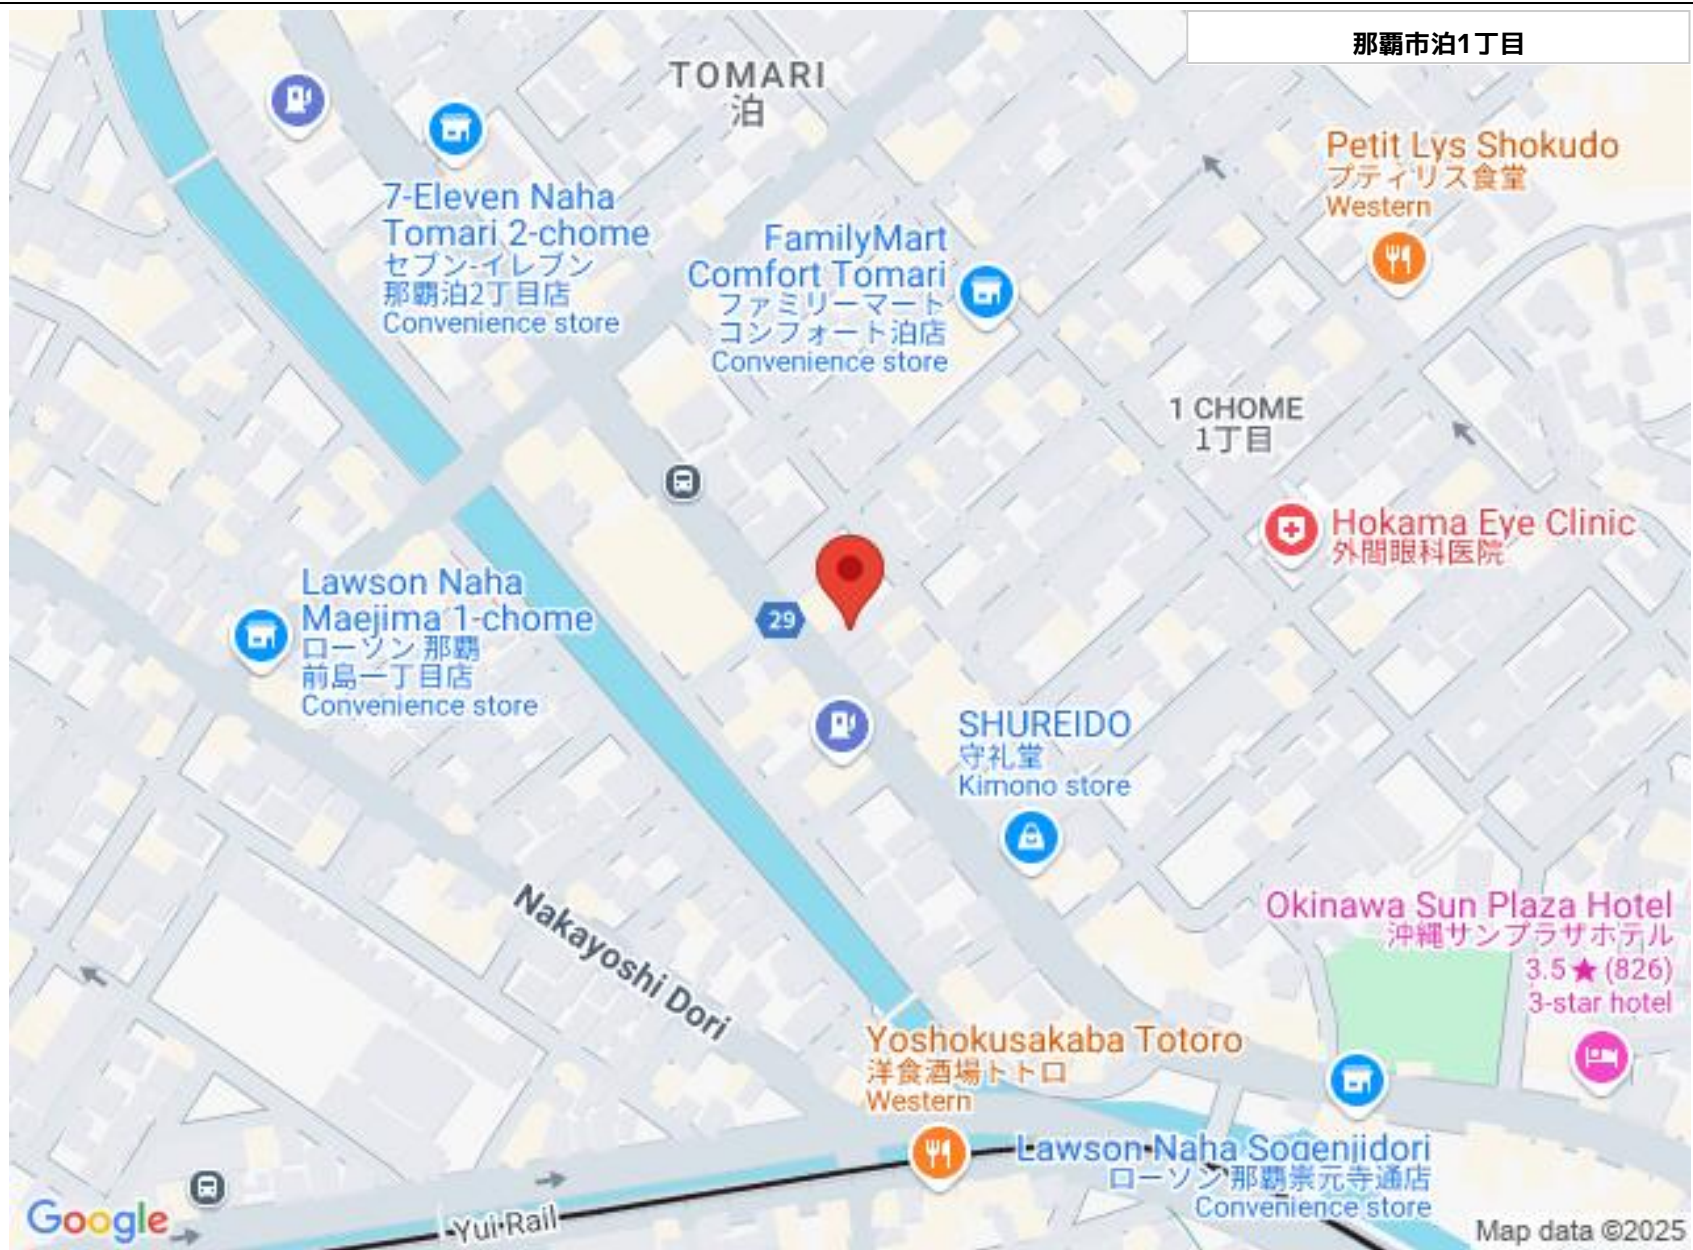 那覇市泊1丁目
TOMARI
泊
Petit Lys Shokudo
プティリス食堂
Western
7-Eleven Naha
Tomari 2-chome
セブン-イレブン
那覇泊2丁目店
Convenience store
FamilyMart
Comfort Tomari
ファミリーマート
コンフォート泊店
Convenience store
1 CHOME
1丁目
Hokama Eye Clinic
外間眼科医院
Lawson Naha
Maejima 1-chome
ローソン 那覇
前島一丁目店
Convenience store
29
SHUREIDO
守礼堂
Kimono store
Nakayoshi Dori
Okinawa Sun Plaza Hotel
沖縄サンプラザホテル
3.5★(826)
3-star hotel
Yoshokusakaba Totoro
洋食酒場トトロ
Western
Lawson Naha Sogenjidori
ローソン 那覇崇元寺通店
Convenience store
Yui Rail
Google
Map data ©2025